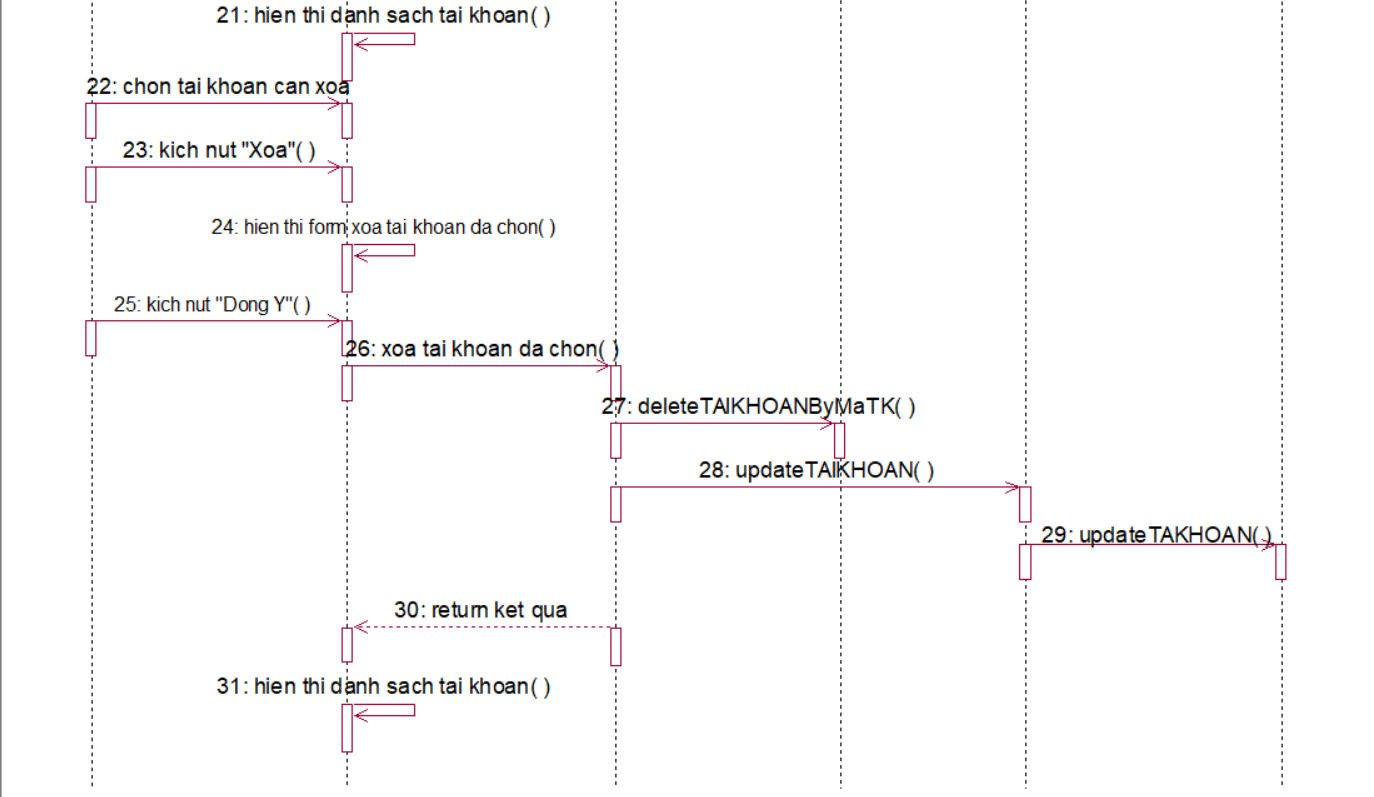 21: hien thi danh sach tai khoan( )
22: chon tai khoan can xoa
23: kich nut "Xoa"( )
24: hien thi form xoa tai khoan da chon( )
25: kich nut "Dong Y"( )
26: xoa tai khoan da chon( )
27: deleteTAIKHOANByMaTK( )
28: updateTAIKHOAN( )
29: updateTAKHOAN( )
30: return ket qua
31: hien thi danh sach tai khoan( )